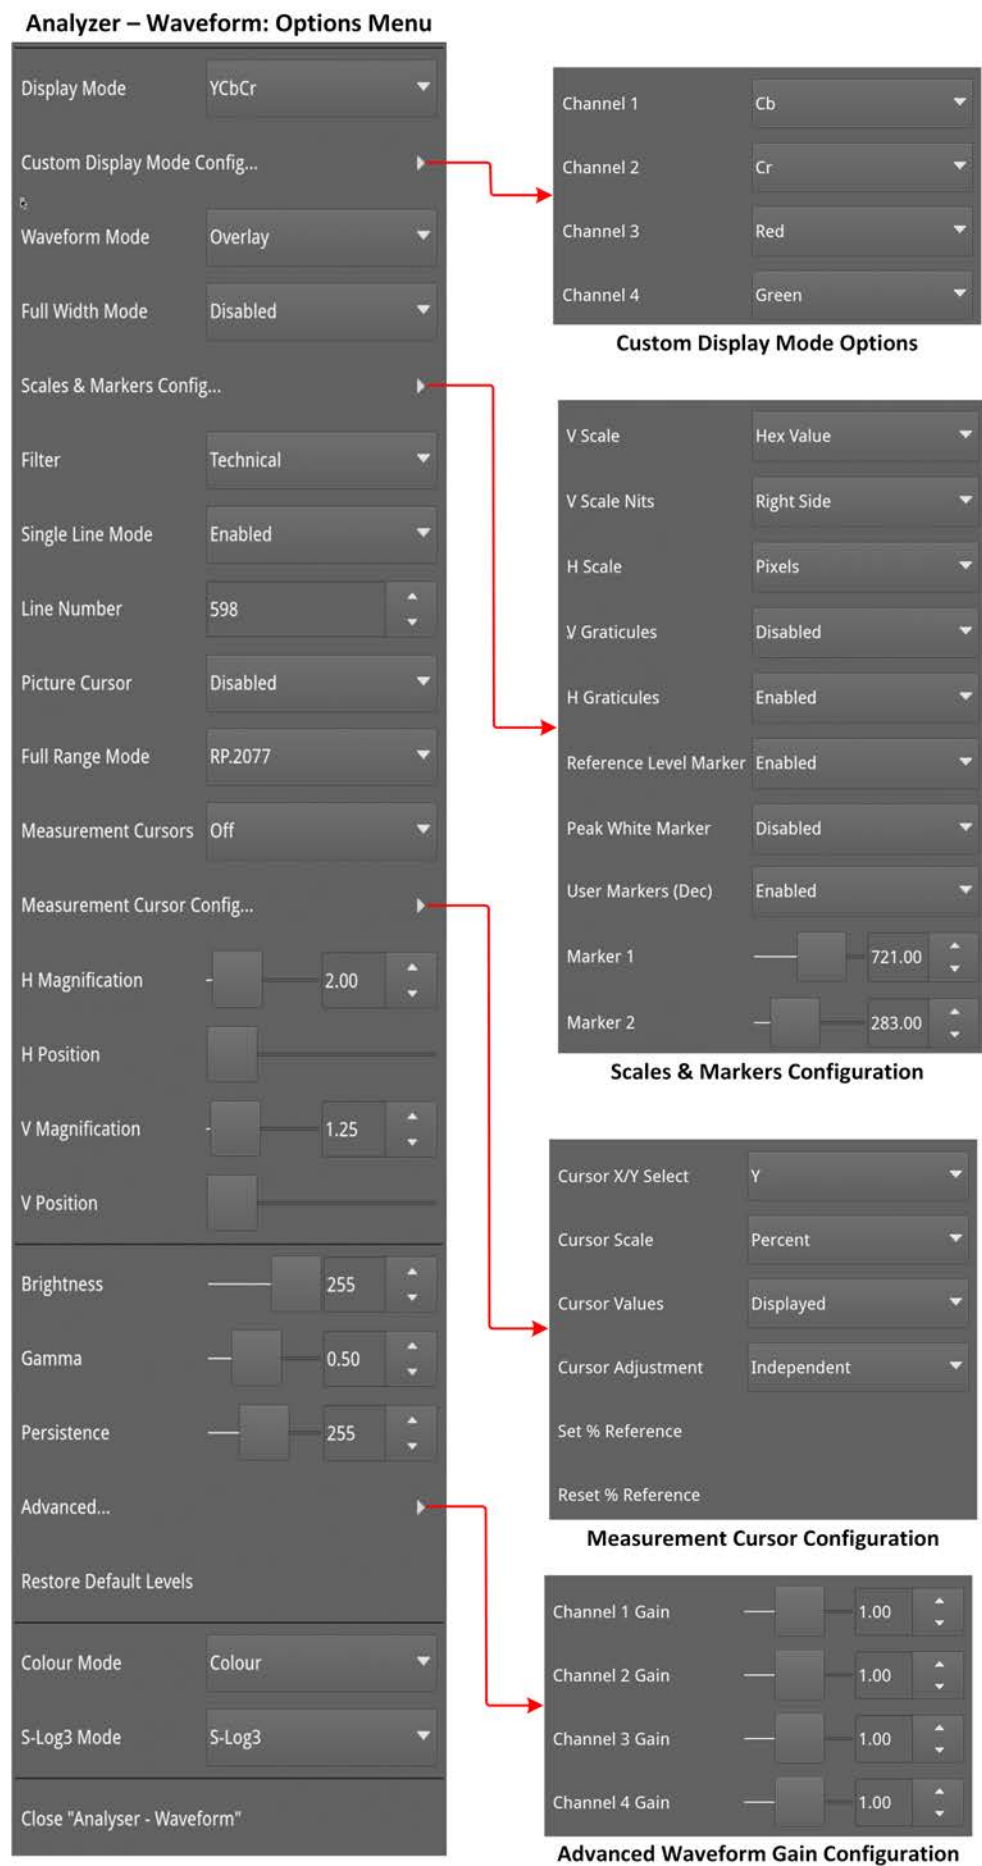 Analyzer – Waveform: Options Menu
Display Mode YCbCr
Custom Display Mode Config...
Waveform Mode Overlay
Full Width Mode Disabled
Scales & Markers Config...
Filter Technical
Single Line Mode Enabled
Line Number 598
Picture Cursor Disabled
Full Range Mode RP.2077
Measurement Cursors Off
Measurement Cursor Config...
H Magnification 2.00
H Position
V Magnification 1.25
V Position
Brightness 255
Gamma 0.50
Persistence 255
Advanced...
Restore Default Levels
Colour Mode Colour
S-Log3 Mode S-Log3
Close "Analyser - Waveform"
Channel 1 Cb
Channel 2 Cr
Channel 3 Red
Channel 4 Green
Custom Display Mode Options
V Scale Hex Value
V Scale Nits Right Side
H Scale Pixels
V Graticules Disabled
H Graticules Enabled
Reference Level Marker Enabled
Peak White Marker Disabled
User Markers (Dec) Enabled
Marker 1 721.00
Marker 2 283.00
Scales & Markers Configuration
Cursor X/Y Select Y
Cursor Scale Percent
Cursor Values Displayed
Cursor Adjustment Independent
Set % Reference
Reset % Reference
Measurement Cursor Configuration
Channel 1 Gain 1.00
Channel 2 Gain 1.00
Channel 3 Gain 1.00
Channel 4 Gain 1.00
Advanced Waveform Gain Configuration